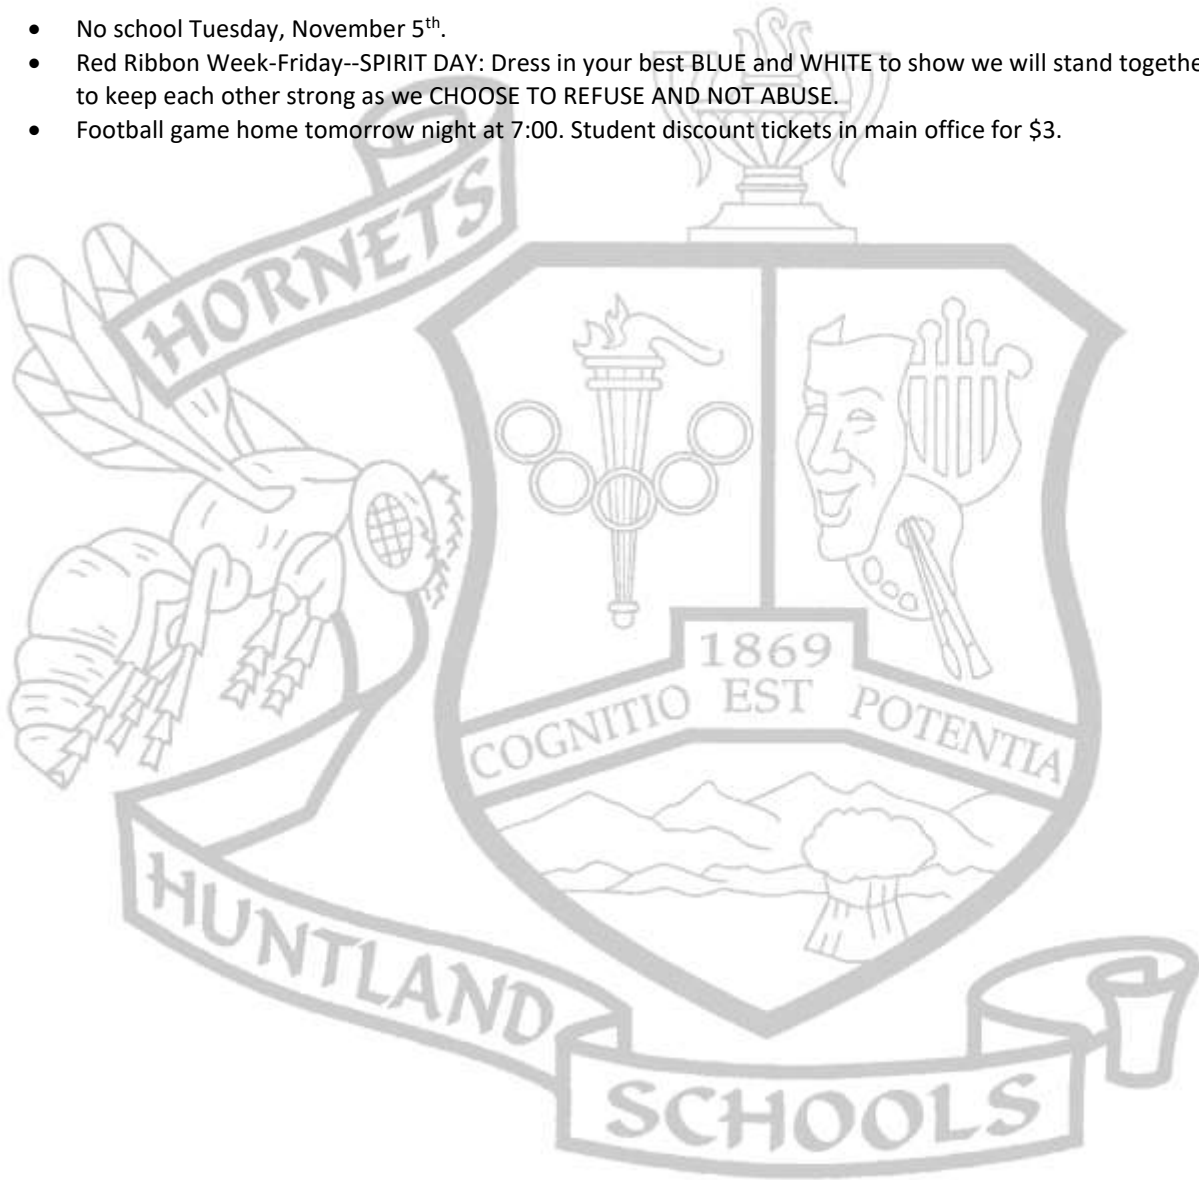 • No school Tuesday, November 5th.
• Red Ribbon Week-Friday--SPIRIT DAY: Dress in your best BLUE and WHITE to show we will stand togethe
to keep each other strong as we CHOOSE TO REFUSE AND NOT ABUSE.
• Football game home tomorrow night at 7:00. Student discount tickets in main office for $3.
HORNETS
1869
COGNITIO EST POTENTIA
HUNTLAND
SCHOOLS